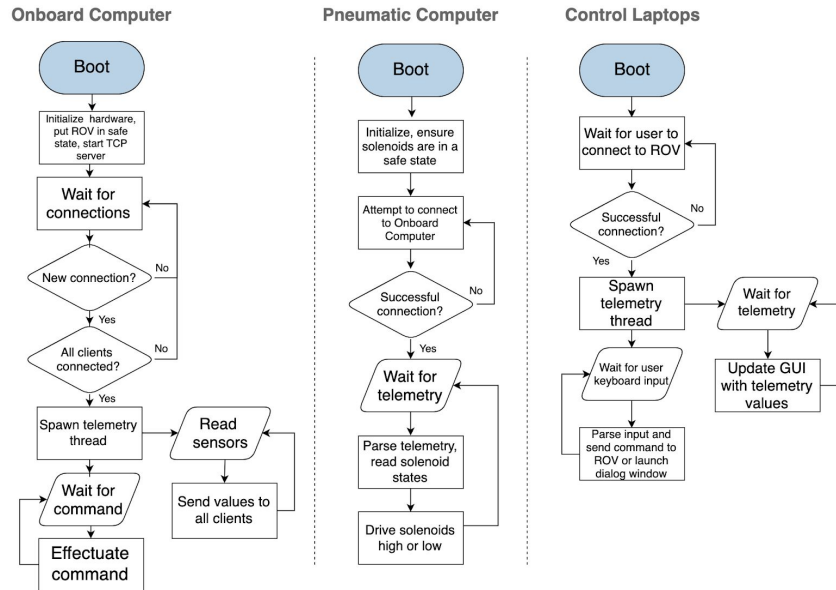 Onboard Computer
Boot
Initialize hardware,
put ROV in safe
state, start TCP
server
Wait for
connections
New connection?
No
Yes
All clients
connected?
No
Yes
Spawn telemetry
thread
Read
sensors
Wait for
command
Send values to
all clients
Effectuate
command
Pneumatic Computer
Boot
Initialize, ensure
solenoids are in a
safe state
Attempt to connect
to Onboard
Computer
Successful
connection?
No
Yes
Wait for
telemetry
Parse telemetry,
read solenoid
states
Drive solenoids
high or low
Control Laptops
Boot
Wait for user to
connect to ROV
Successful
connection?
No
Yes
Spawn
telemetry
thread
Wait for
telemetry
Wait for user
keyboard input
Update GUI
with telemetry
values
Parse input and
send command to
ROV or launch
dialog window